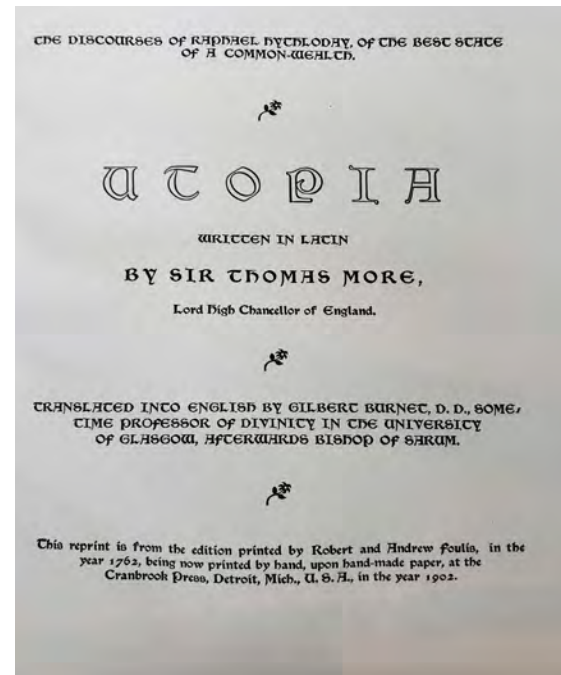 THE DISCOURSES OF RAPHAEL HYTHLODAY, OF THE BEST STATE
OF A COMMON-WEALTH.
UTOPIA
WRITTEN IN LATIN
BY SIR THOMAS MORE,
Lord High Chancellor of England.
TRANSLATED INTO ENGLISH BY GILBERT BURNET, D. D., SOME-
TIME PROFESSOR OF DIVINITY IN THE UNIVERSITY
OF GLASGOW, AFTERWARDS BISHOP OF SARUM.
This reprint is from the edition printed by Robert and Andrew Foulis, in the
year 1762, being now printed by hand, upon hand-made paper, at the
Cranbrook Press, Detroit, Mich., U. S. A., in the year 1902.